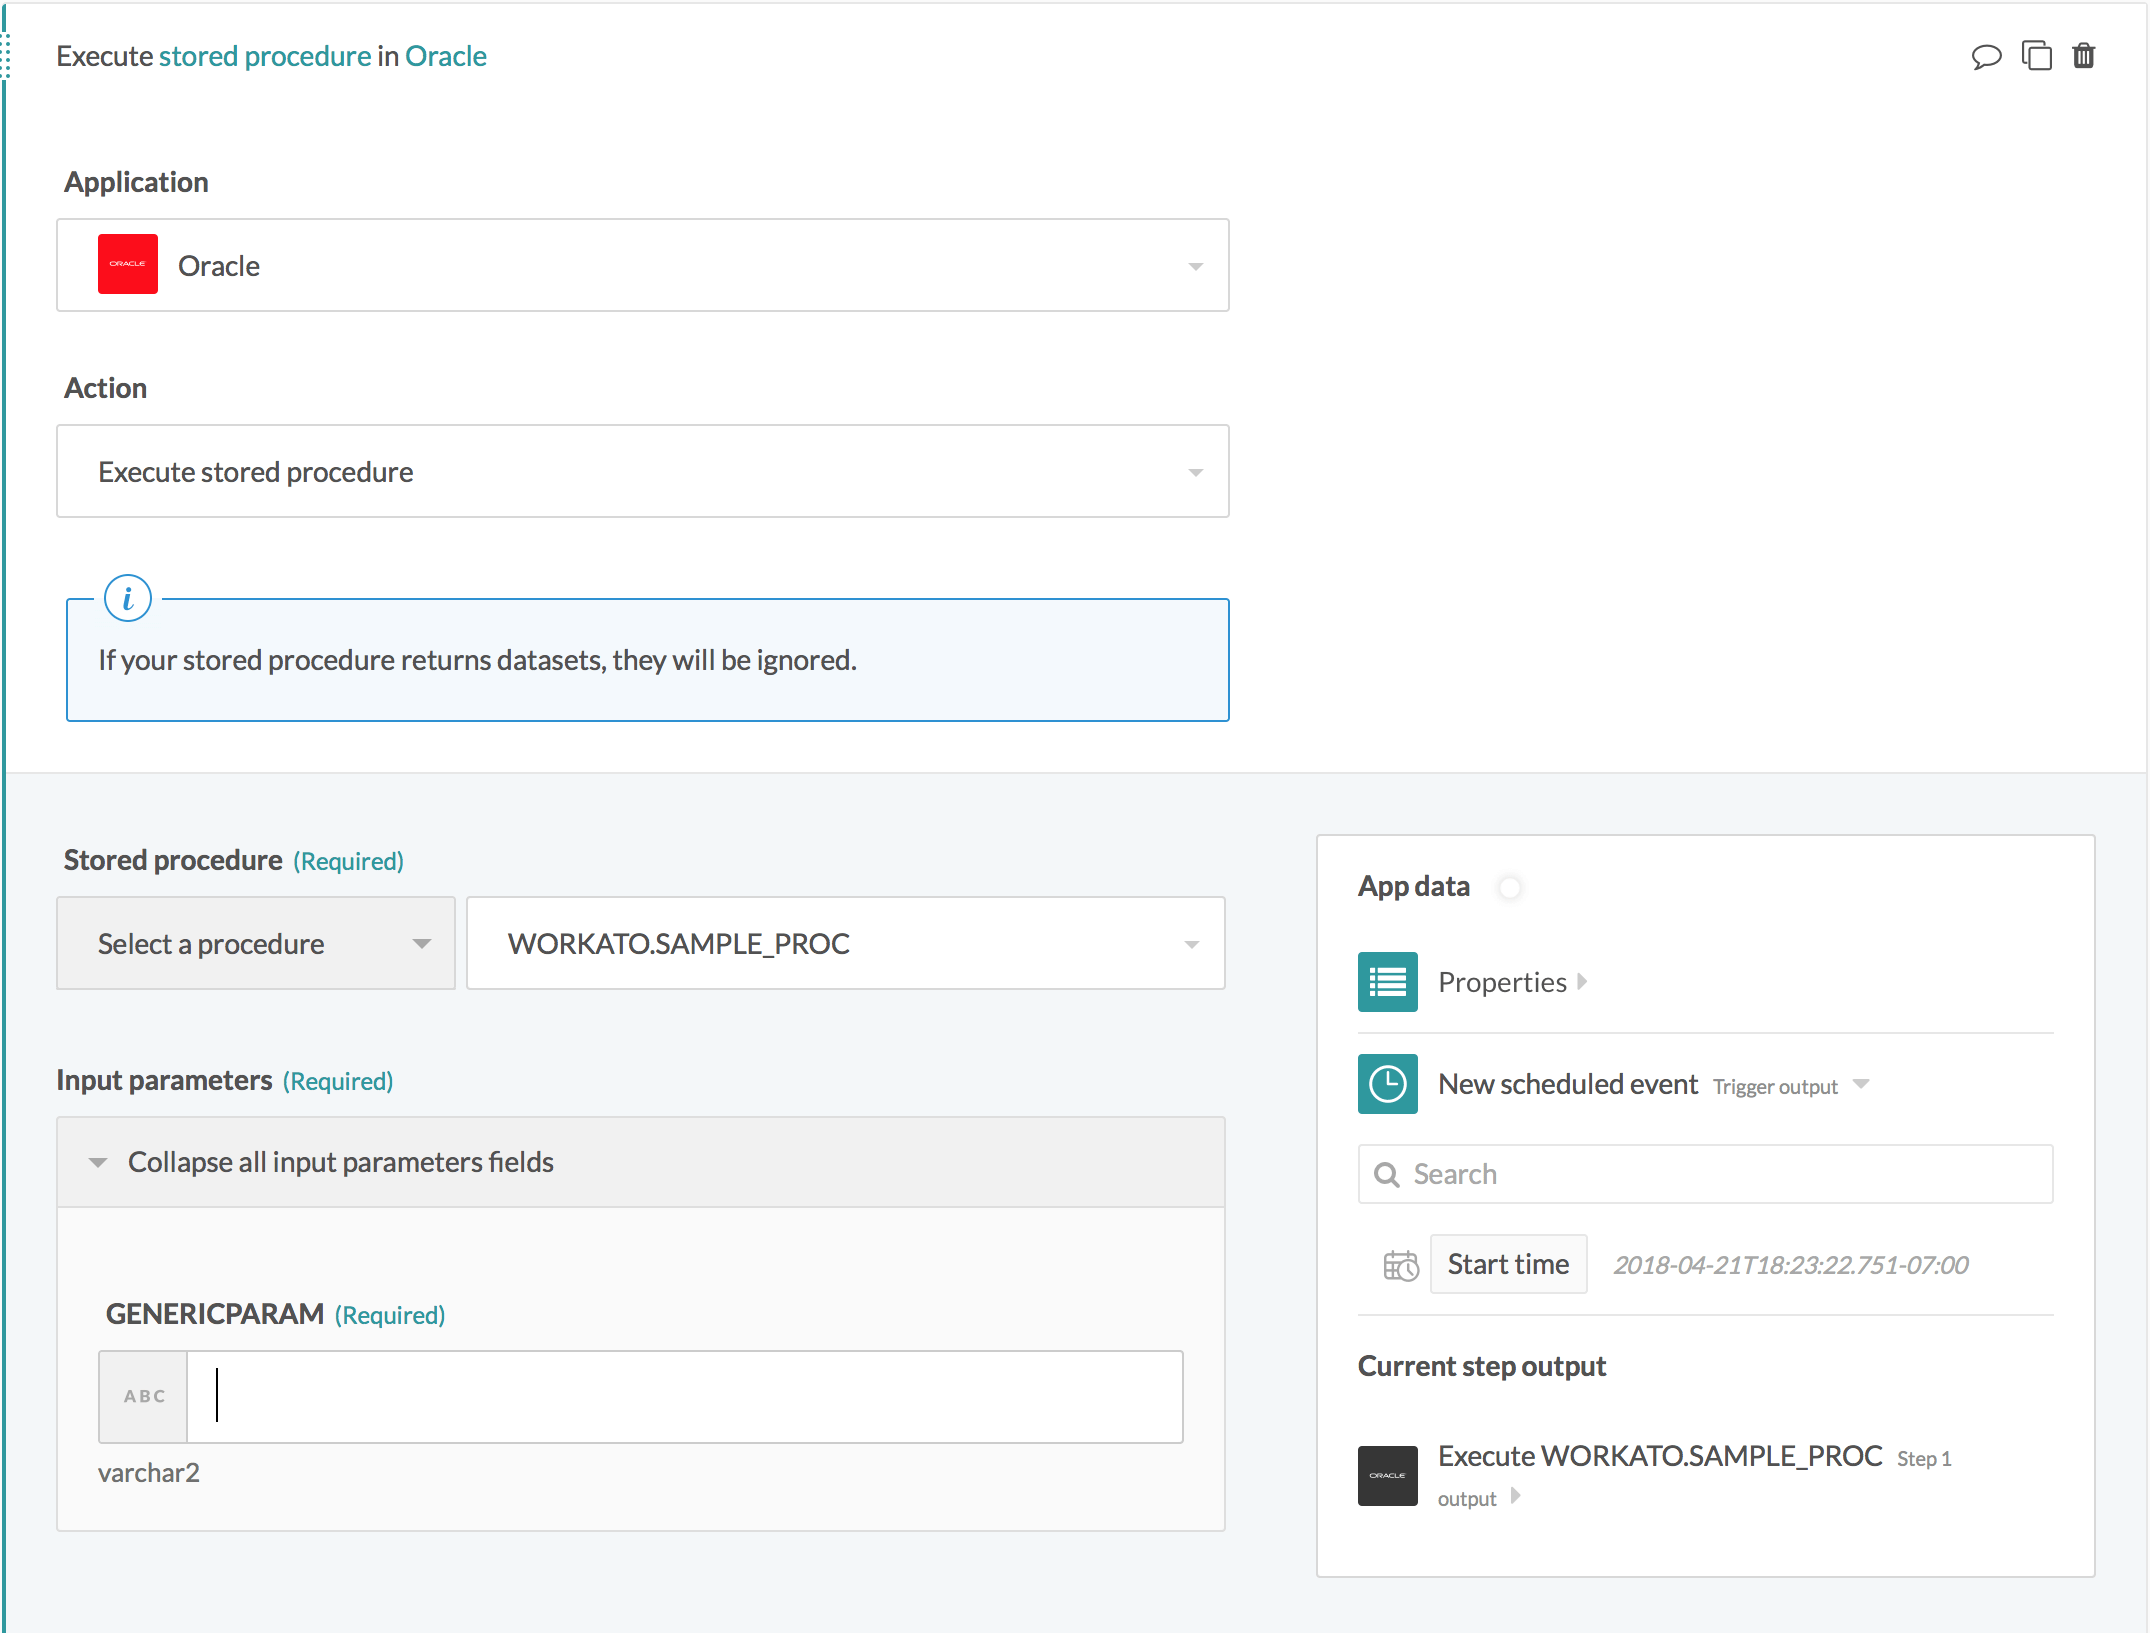 Execute stored procedure in Oracle
Application
ORACLE
Oracle
Action
Execute stored procedure
i
If your stored procedure returns datasets, they will be ignored.
Stored procedure (Required)
Select a procedure
WORKATO.SAMPLE_PROC
Input parameters (Required)
Collapse all input parameters fields
GENERICPARAM (Required)
ABC
varchar2
App data
Properties
New scheduled event Trigger output
Search
Start time 2018-04-21T18:23:22.751-07:00
Current step output
ORACLE
Execute WORKATO.SAMPLE_PROC Step 1
output